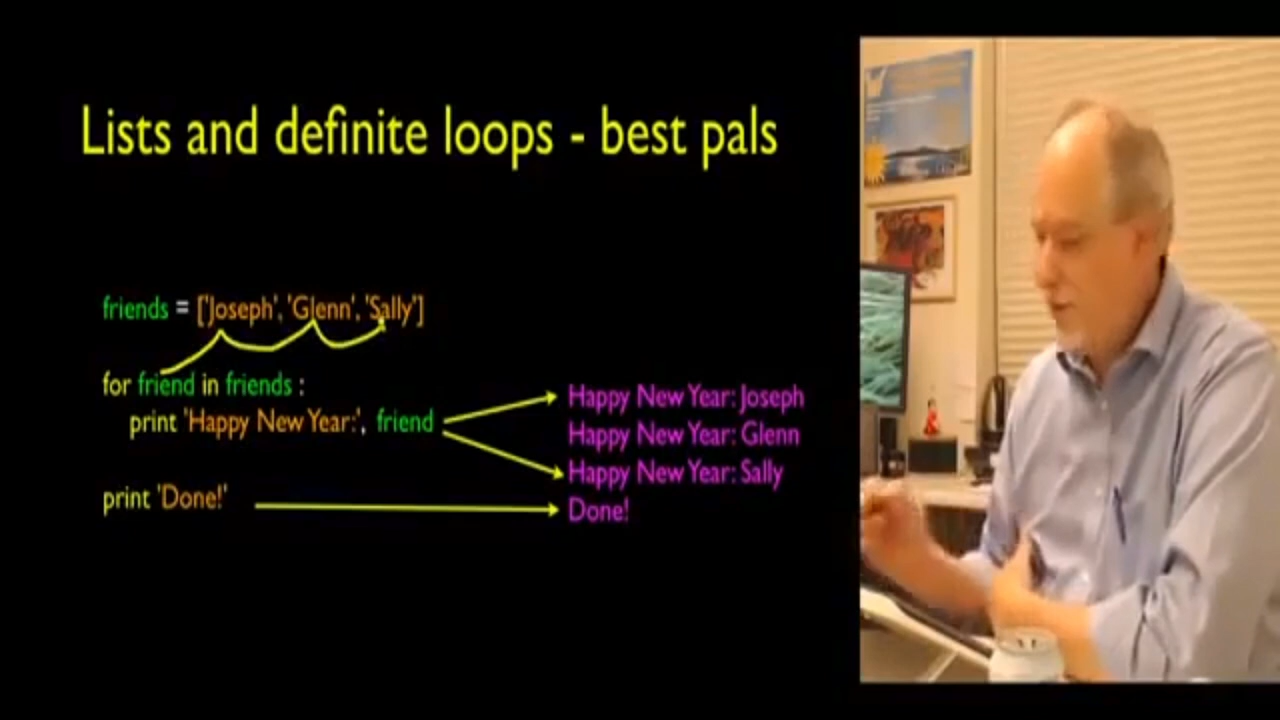 Lists and definite loops - best pals
friends = ['Joseph', 'Glenn', 'Sally']
for friend in friends :
print 'Happy New Year:', friend
print 'Done!'
Happy New Year: Joseph
Happy New Year: Glenn
Happy New Year: Sally
Done!